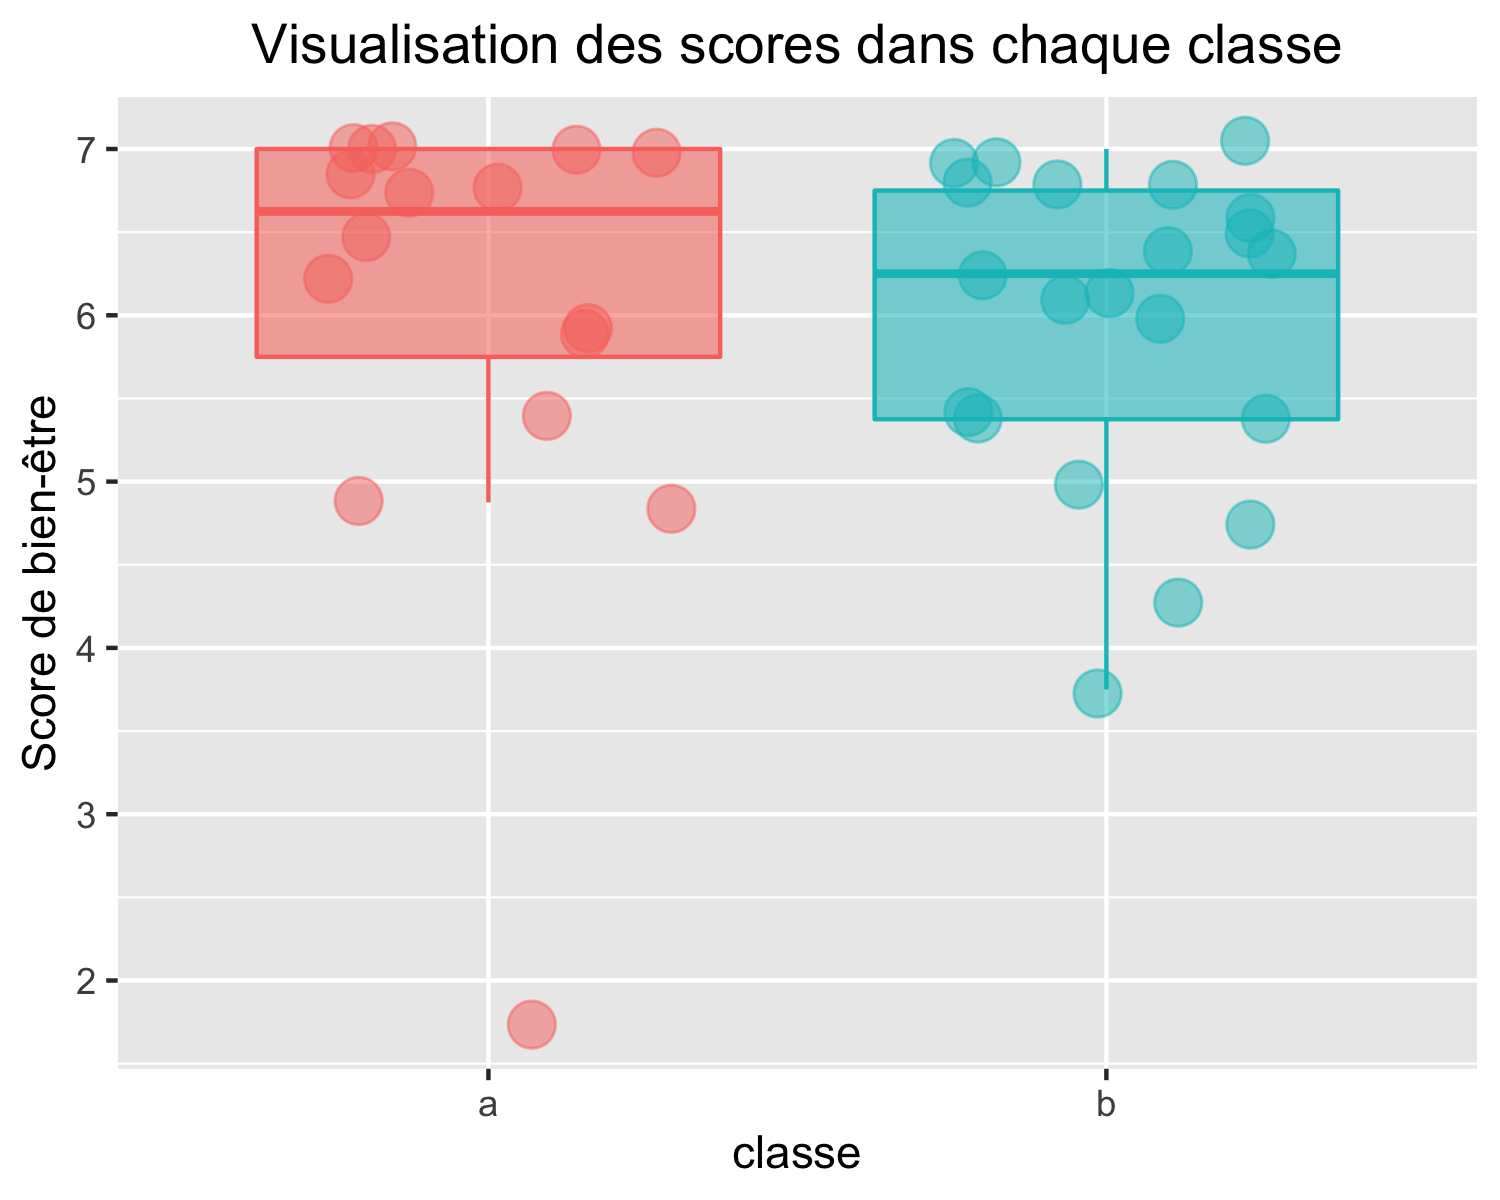 Visualisation des scores dans chaque classe
Score de bien-être
7
6
5
4
3
2
a
b
classe